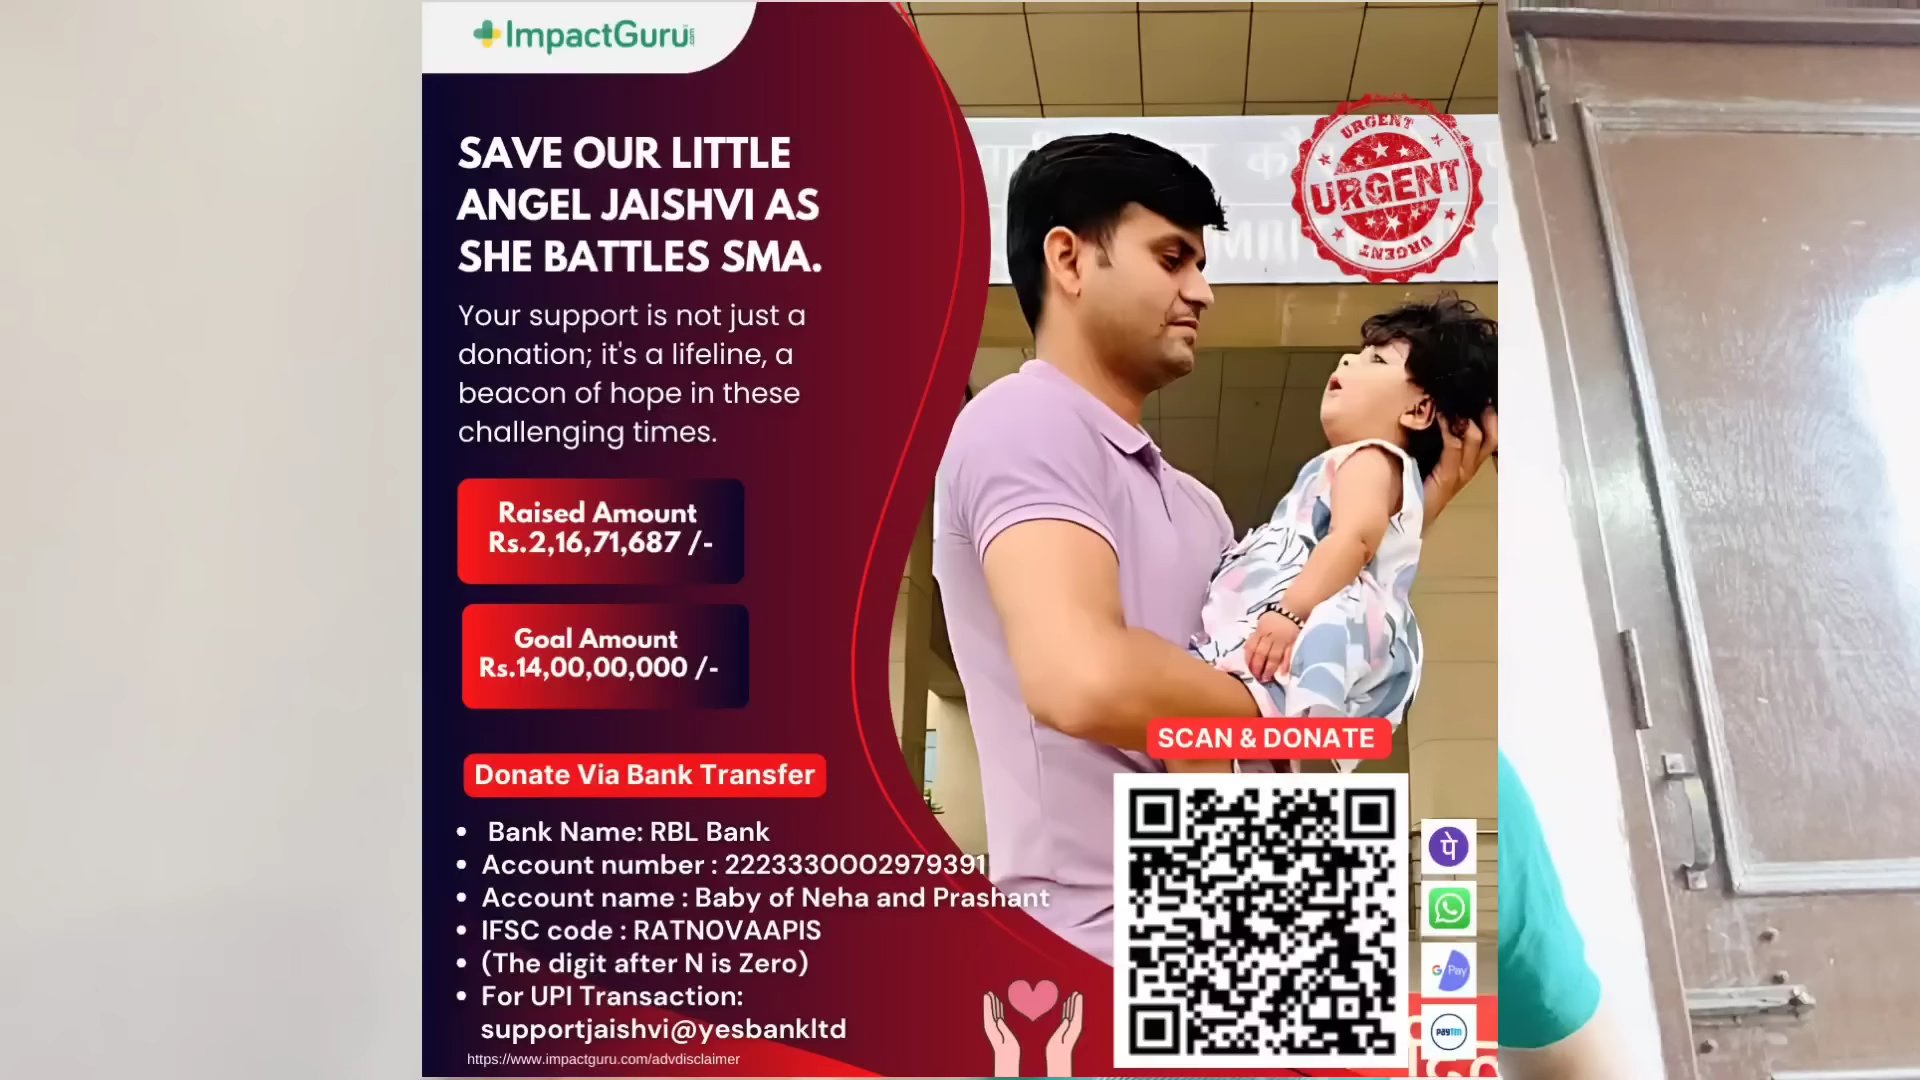 ImpactGuru.com
SAVE OUR LITTLE
ANGEL JAISHVI AS
SHE BATTLES SMA.
Your support is not just a
donation; it's a lifeline, a
beacon of hope in these
challenging times.
Raised Amount
Rs.2,16,71,687 /-
Goal Amount
Rs.14,00,00,000 /-
Donate Via Bank Transfer
• Bank Name: RBL Bank
• Account number : 2223330002979391
• Account name : Baby of Neha and Prashant
• IFSC code : RATN0VAAPIS
• (The digit after N is Zero)
• For UPI Transaction:
supportjaishvi@yesbankltd
https://www.impactguru.com/advdisclaimer
URGENT
URGENT
URGENT
SCAN & DONATE
पे
G Pay
Paytm